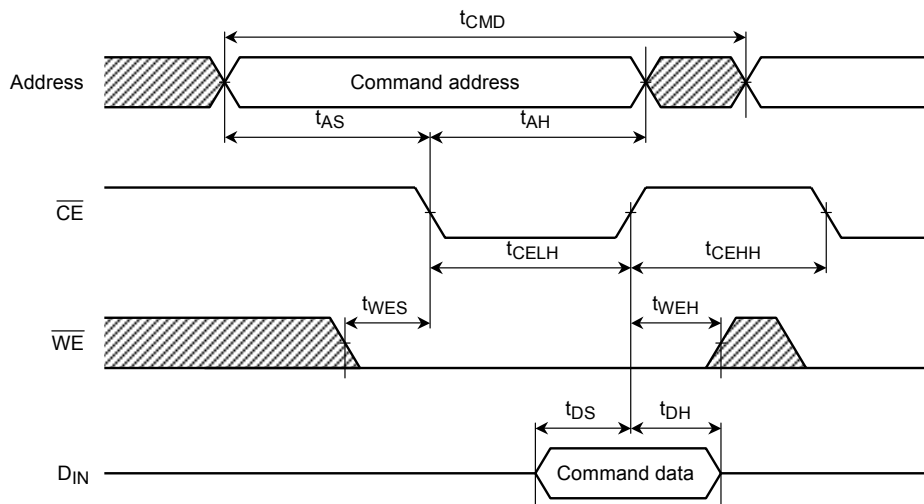 tCMD
Address
Command address
tAS
tAH
CE
tCELH
tCEHH
tWES
tWEH
WE
tDS
tDH
DIN
Command data